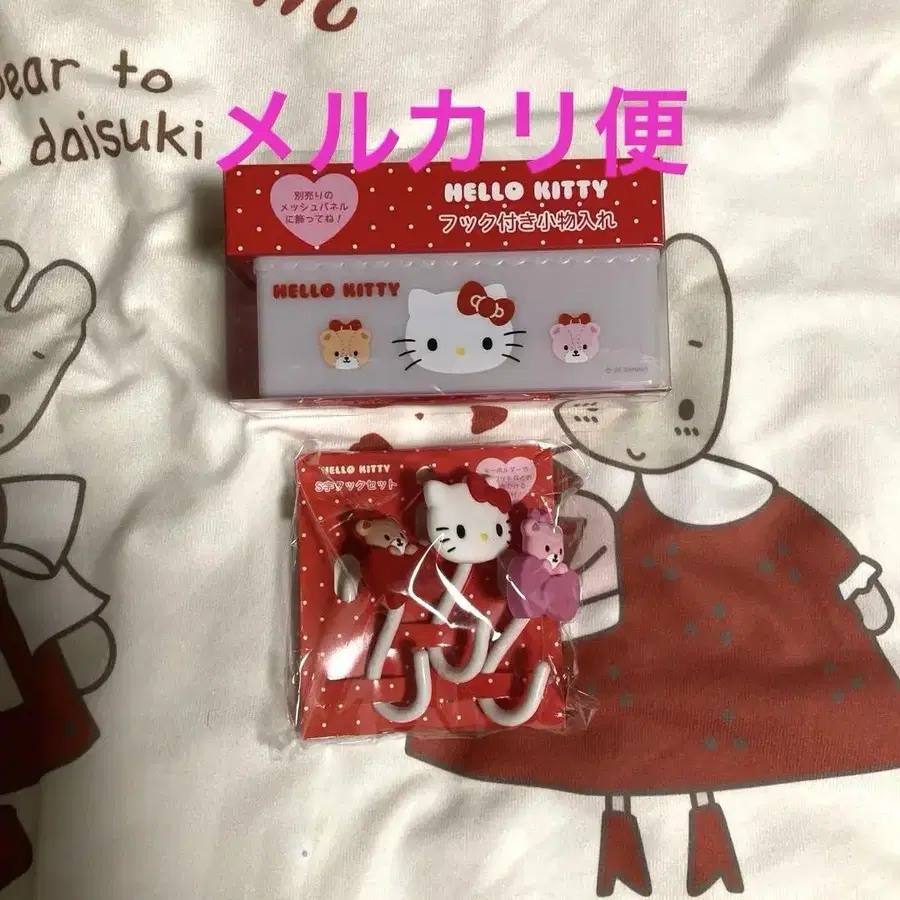 bear to
daisuki
メルカリ便
別売りの
メッシュパネル
に飾ってね!
HELLO KITTY
フック付き小物入れ
HELLO KITTY
HELLO KITTY
S字フックセット